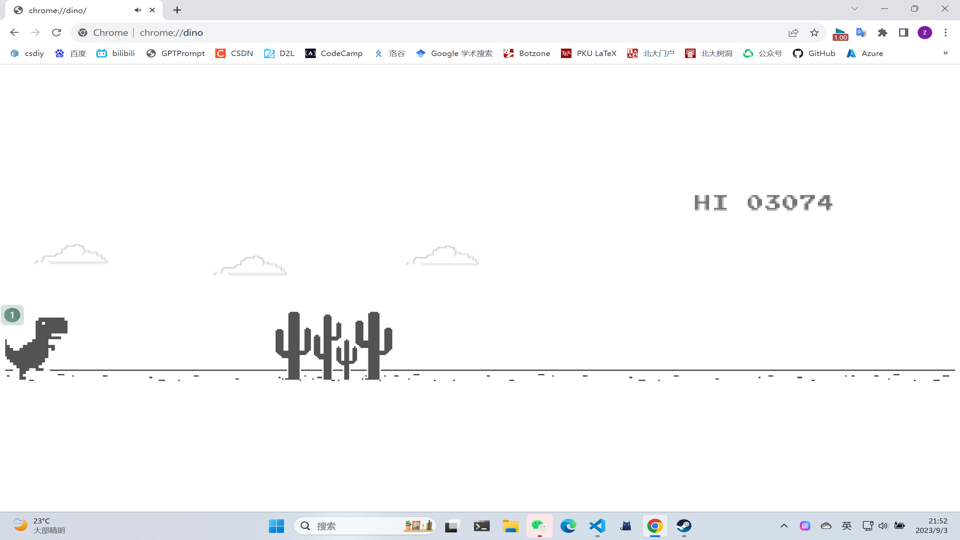 chrome://dino/
Chrome | chrome://dino
z
1.00
csdiy 百度 bilibili GPTPrompt CSDN D2L CodeCamp 洛谷 Google 学术搜索 Botzone PKU LaTeX 北大门户 北大树洞 公众号 GitHub Azure »
HI 03074
1
23°C
大部晴朗
搜索
英
21:52
2023/9/3